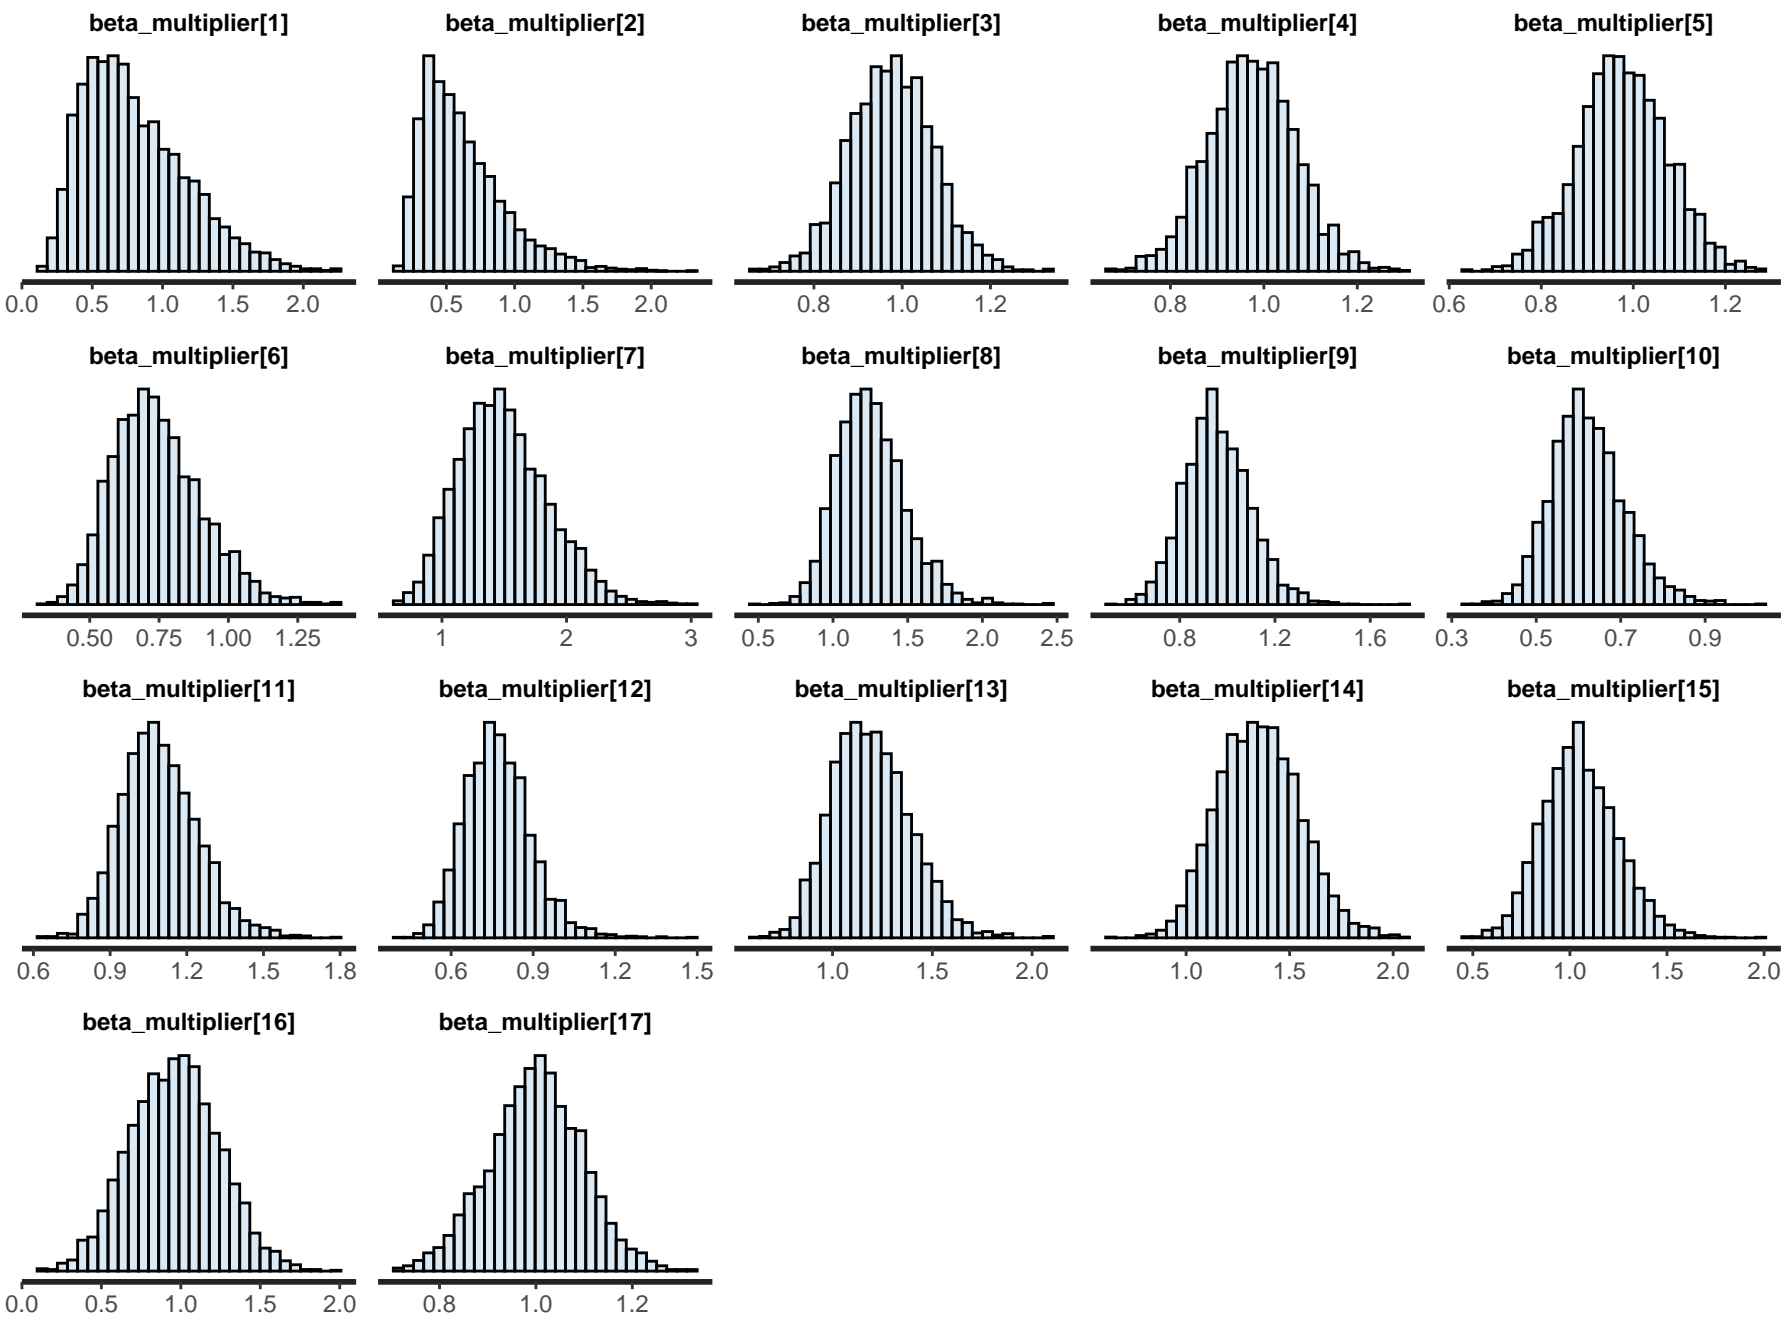 beta_multiplier[1] beta_multiplier[2] beta_multiplier[3] beta_multiplier[4] beta_multiplier[5]
0.0 0.5 1.0 1.5 2.0 0.5 1.0 1.5 2.0 0.8 1.0 1.2 0.8 1.0 1.2 0.6 0.8 1.0 1.2
beta_multiplier[6] beta_multiplier[7] beta_multiplier[8] beta_multiplier[9] beta_multiplier[10]
0.50 0.75 1.00 1.25 1 2 3 0.5 1.0 1.5 2.0 2.5 0.8 1.2 1.6 0.3 0.5 0.7 0.9
beta_multiplier[11] beta_multiplier[12] beta_multiplier[13] beta_multiplier[14] beta_multiplier[15]
0.6 0.9 1.2 1.5 1.8 0.6 0.9 1.2 1.5 1.0 1.5 2.0 1.0 1.5 2.0 0.5 1.0 1.5 2.0
beta_multiplier[16] beta_multiplier[17]
0.0 0.5 1.0 1.5 2.0 0.8 1.0 1.2